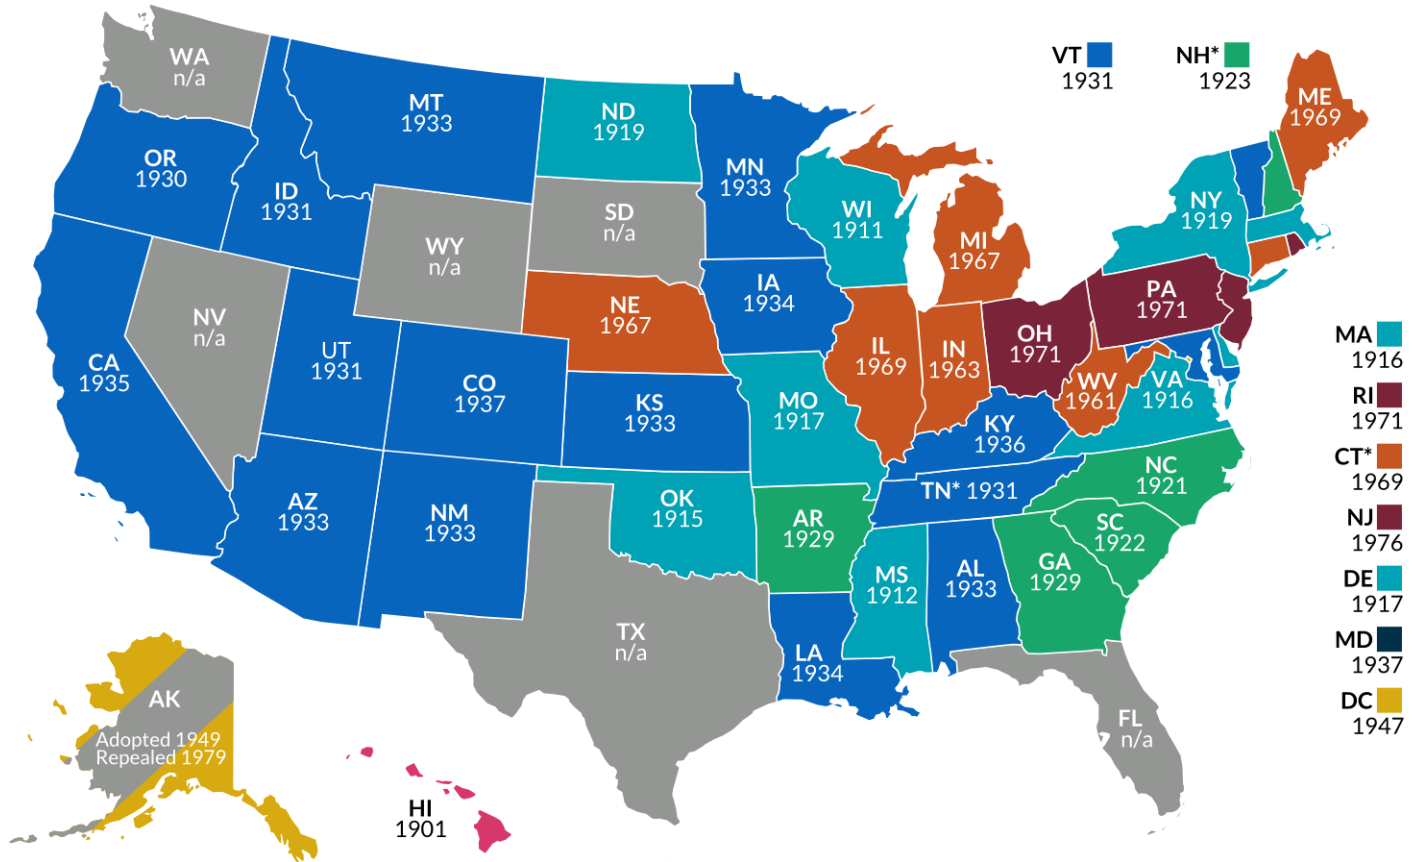 VT
1931
NH*
1923
WA
n/a
MT
1933
ND
1919
ME
1969
OR
1930
ID
1931
MN
1933
SD
n/a
WI
1911
NY
1919
WY
n/a
MI
1967
NV
n/a
IA
1934
NE
1967
PA
1971
OH
1971
IL
1969
IN
1963
CA
1935
UT
1931
CO
1937
KS
1933
MO
1917
WV
1961
VA
1916
KY
1936
MA
1916
RI
1971
CT*
1969
NJ
1976
DE
1917
MD
1937
DC
1947
AZ
1933
NM
1933
OK
1915
AR
1929
TN* 1931
NC
1921
SC
1922
MS
1912
AL
1933
GA
1929
TX
n/a
LA
1934
FL
n/a
AK
Adopted 1949
Repealed 1979
HI
1901